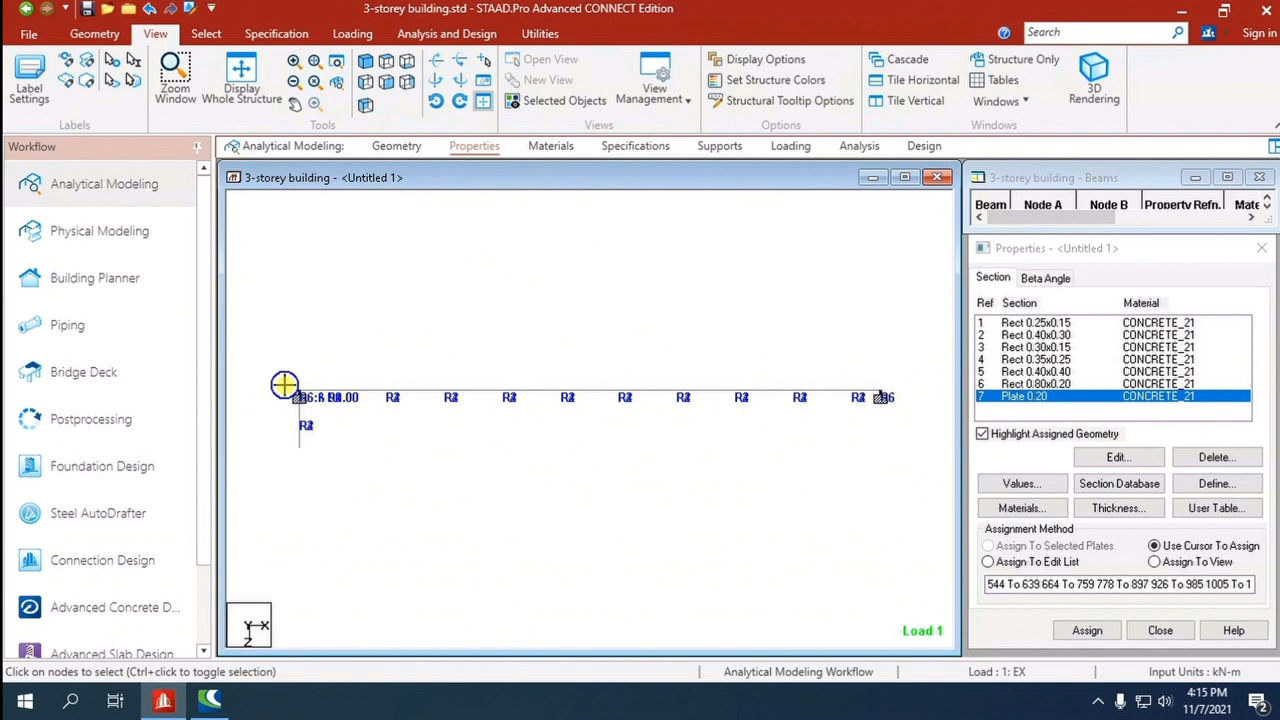 3-storey building.std - STAAD.Pro Advanced CONNECT Edition
File Geometry View Select Specification Loading Analysis and Design Utilities
Search
Sign in
Label Settings
Labels
Zoom Window
Display Whole Structure
Tools
Open View
New View
Selected Objects
View Management
Views
Display Options
Set Structure Colors
Structural Tooltip Options
Options
Cascade
Tile Horizontal
Tile Vertical
Structure Only
Tables
Windows
Windows
3D Rendering
Workflow
Analytical Modeling
Physical Modeling
Building Planner
Piping
Bridge Deck
Postprocessing
Foundation Design
Steel AutoDrafter
Connection Design
Advanced Concrete D...
Advanced Slab Design
Analytical Modeling: Geometry Properties Materials Specifications Supports Loading Analysis Design
3-storey building - <Untitled 1>
Y X
Z
Load 1
3-storey building - Beams
Beam Node A Node B Property Refn. Mate
Properties - <Untitled 1>
Section Beta Angle
Ref Section Material
1 Rect 0.25x0.15 CONCRETE_21
2 Rect 0.40x0.30 CONCRETE_21
3 Rect 0.30x0.15 CONCRETE_21
4 Rect 0.35x0.25 CONCRETE_21
5 Rect 0.40x0.40 CONCRETE_21
6 Rect 0.80x0.20 CONCRETE_21
7 Plate 0.20 CONCRETE_21
Highlight Assigned Geometry
Edit... Delete...
Values... Section Database Define...
Materials... Thickness... User Table...
Assignment Method
Assign To Selected Plates Use Cursor To Assign
Assign To Edit List Assign To View
544 To 639 664 To 759 778 To 897 926 To 985 1005 To 1
Assign Close Help
Click on nodes to select (Ctrl+click to toggle selection)
Analytical Modeling Workflow
Load : 1: EX
Input Units : kN-m
4:15 PM
11/7/2021
2